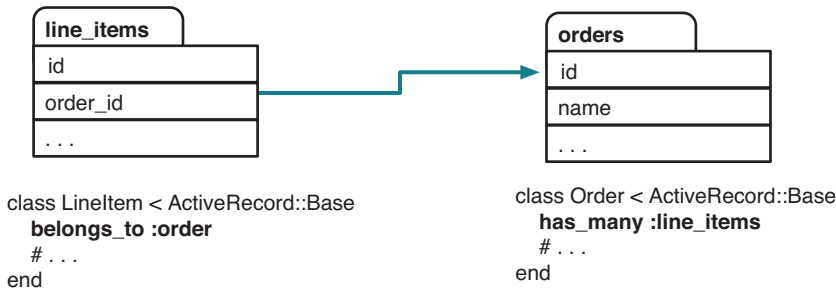 line_items
id
order_id
. . .
orders
id
name
. . .
class LineItem < ActiveRecord::Base
belongs_to :order
# . . .
end
class Order < ActiveRecord::Base
has_many :line_items
# . . .
end